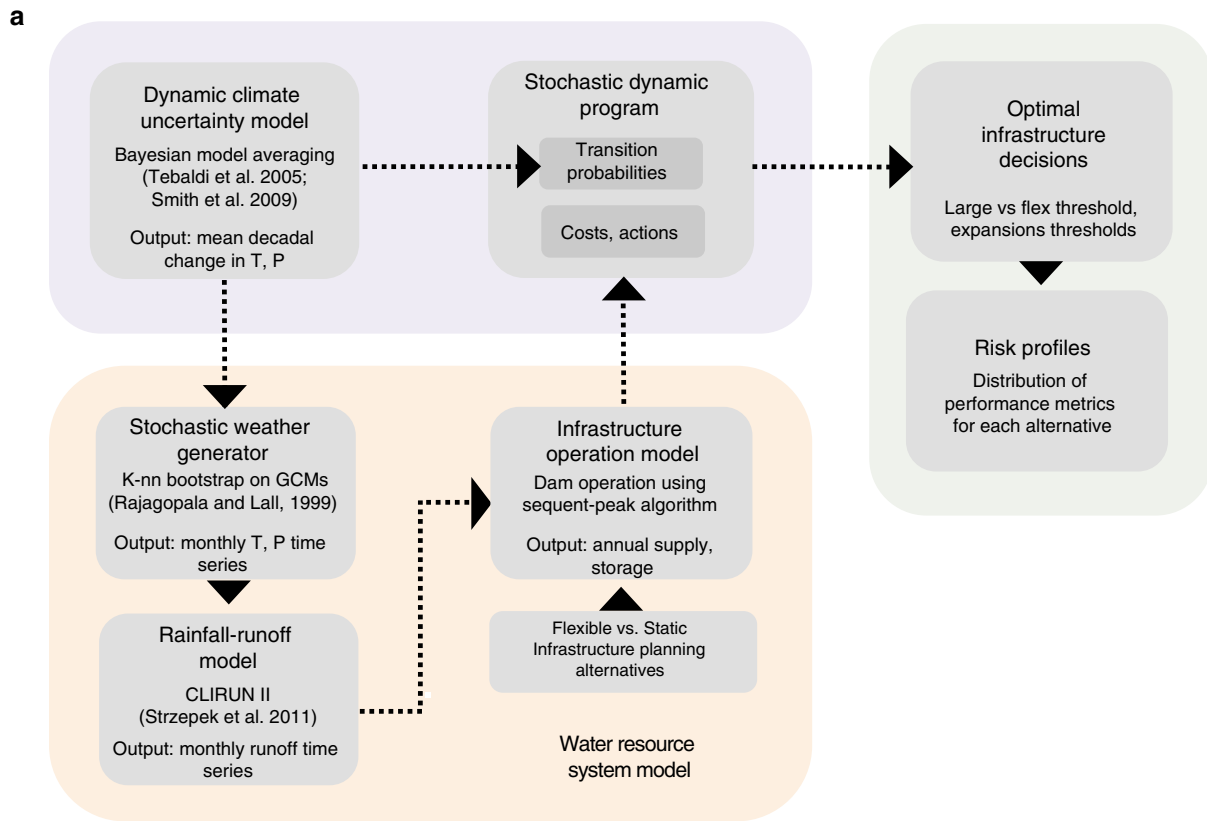 a
Dynamic climate
uncertainty model
Bayesian model averaging
(Tebaldi et al. 2005;
Smith et al. 2009)
Output: mean decadal
change in T, P
Stochastic dynamic
program
Transition
probabilities
Costs, actions
Optimal
infrastructure
decisions
Large vs flex threshold,
expansions thresholds
Risk profiles
Distribution of
performance metrics
for each alternative
Stochastic weather
generator
K-nn bootstrap on GCMs
(Rajagopala and Lall, 1999)
Output: monthly T, P time
series
Rainfall-runoff
model
CLIRUN II
(Strzepek et al. 2011)
Output: monthly runoff time
series
Infrastructure
operation model
Dam operation using
sequent-peak algorithm
Output: annual supply,
storage
Flexible vs. Static
Infrastructure planning
alternatives
Water resource
system model